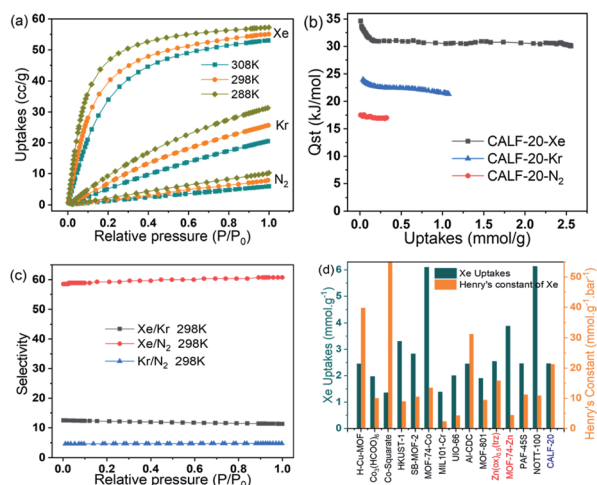 (a)
Uptakes (cc/g)
60
50
40
30
20
10
0
Xe
308K
298K
288K
Kr
N2
0.0 0.2 0.4 0.6 0.8 1.0
Relative pressure (P/P0)
(b)
Qst (kJ/mol)
35
30
25
20
15
10
5
0
CALF-20-Xe
CALF-20-Kr
CALF-20-N2
0.0 0.5 1.0 1.5 2.0 2.5
Uptakes (mmol/g)
(c)
Selectivity
60
50
40
30
20
10
0
Xe/Kr 298K
Xe/N2 298K
Kr/N2 298K
0.0 0.2 0.4 0.6 0.8 1.0
Relative pressure (P/P0)
(d)
Xe Uptakes (mmol.g-1)
6
5
4
3
2
1
0
Xe Uptakes
Henry's constant of Xe
50
40
30
20
10
0
Henry's Constant (mmol.g-1.bar-1)
H-Cu-MOF
Co3(HCOO)6
Co-Squarate
HKUST-1
SB-MOF-2
MOF-74-Co
MIL101-Cr
UIO-66
Al-CDC
MOF-801
Zn(ox)0.5(trz)
MOF-74-Zn
PAF-45S
NOTT-100
CALF-20